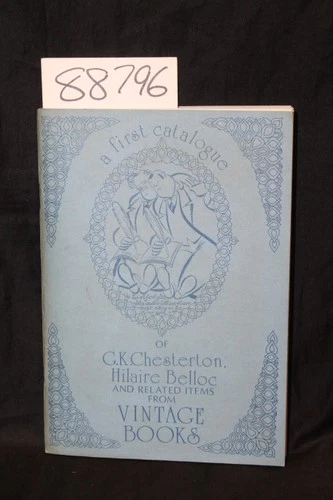 88796
a first catalogue
OF
G.K.Chesterton,
Hilaire Belloc
AND RELATED ITEMS
FROM
VINTAGE
BOOKS